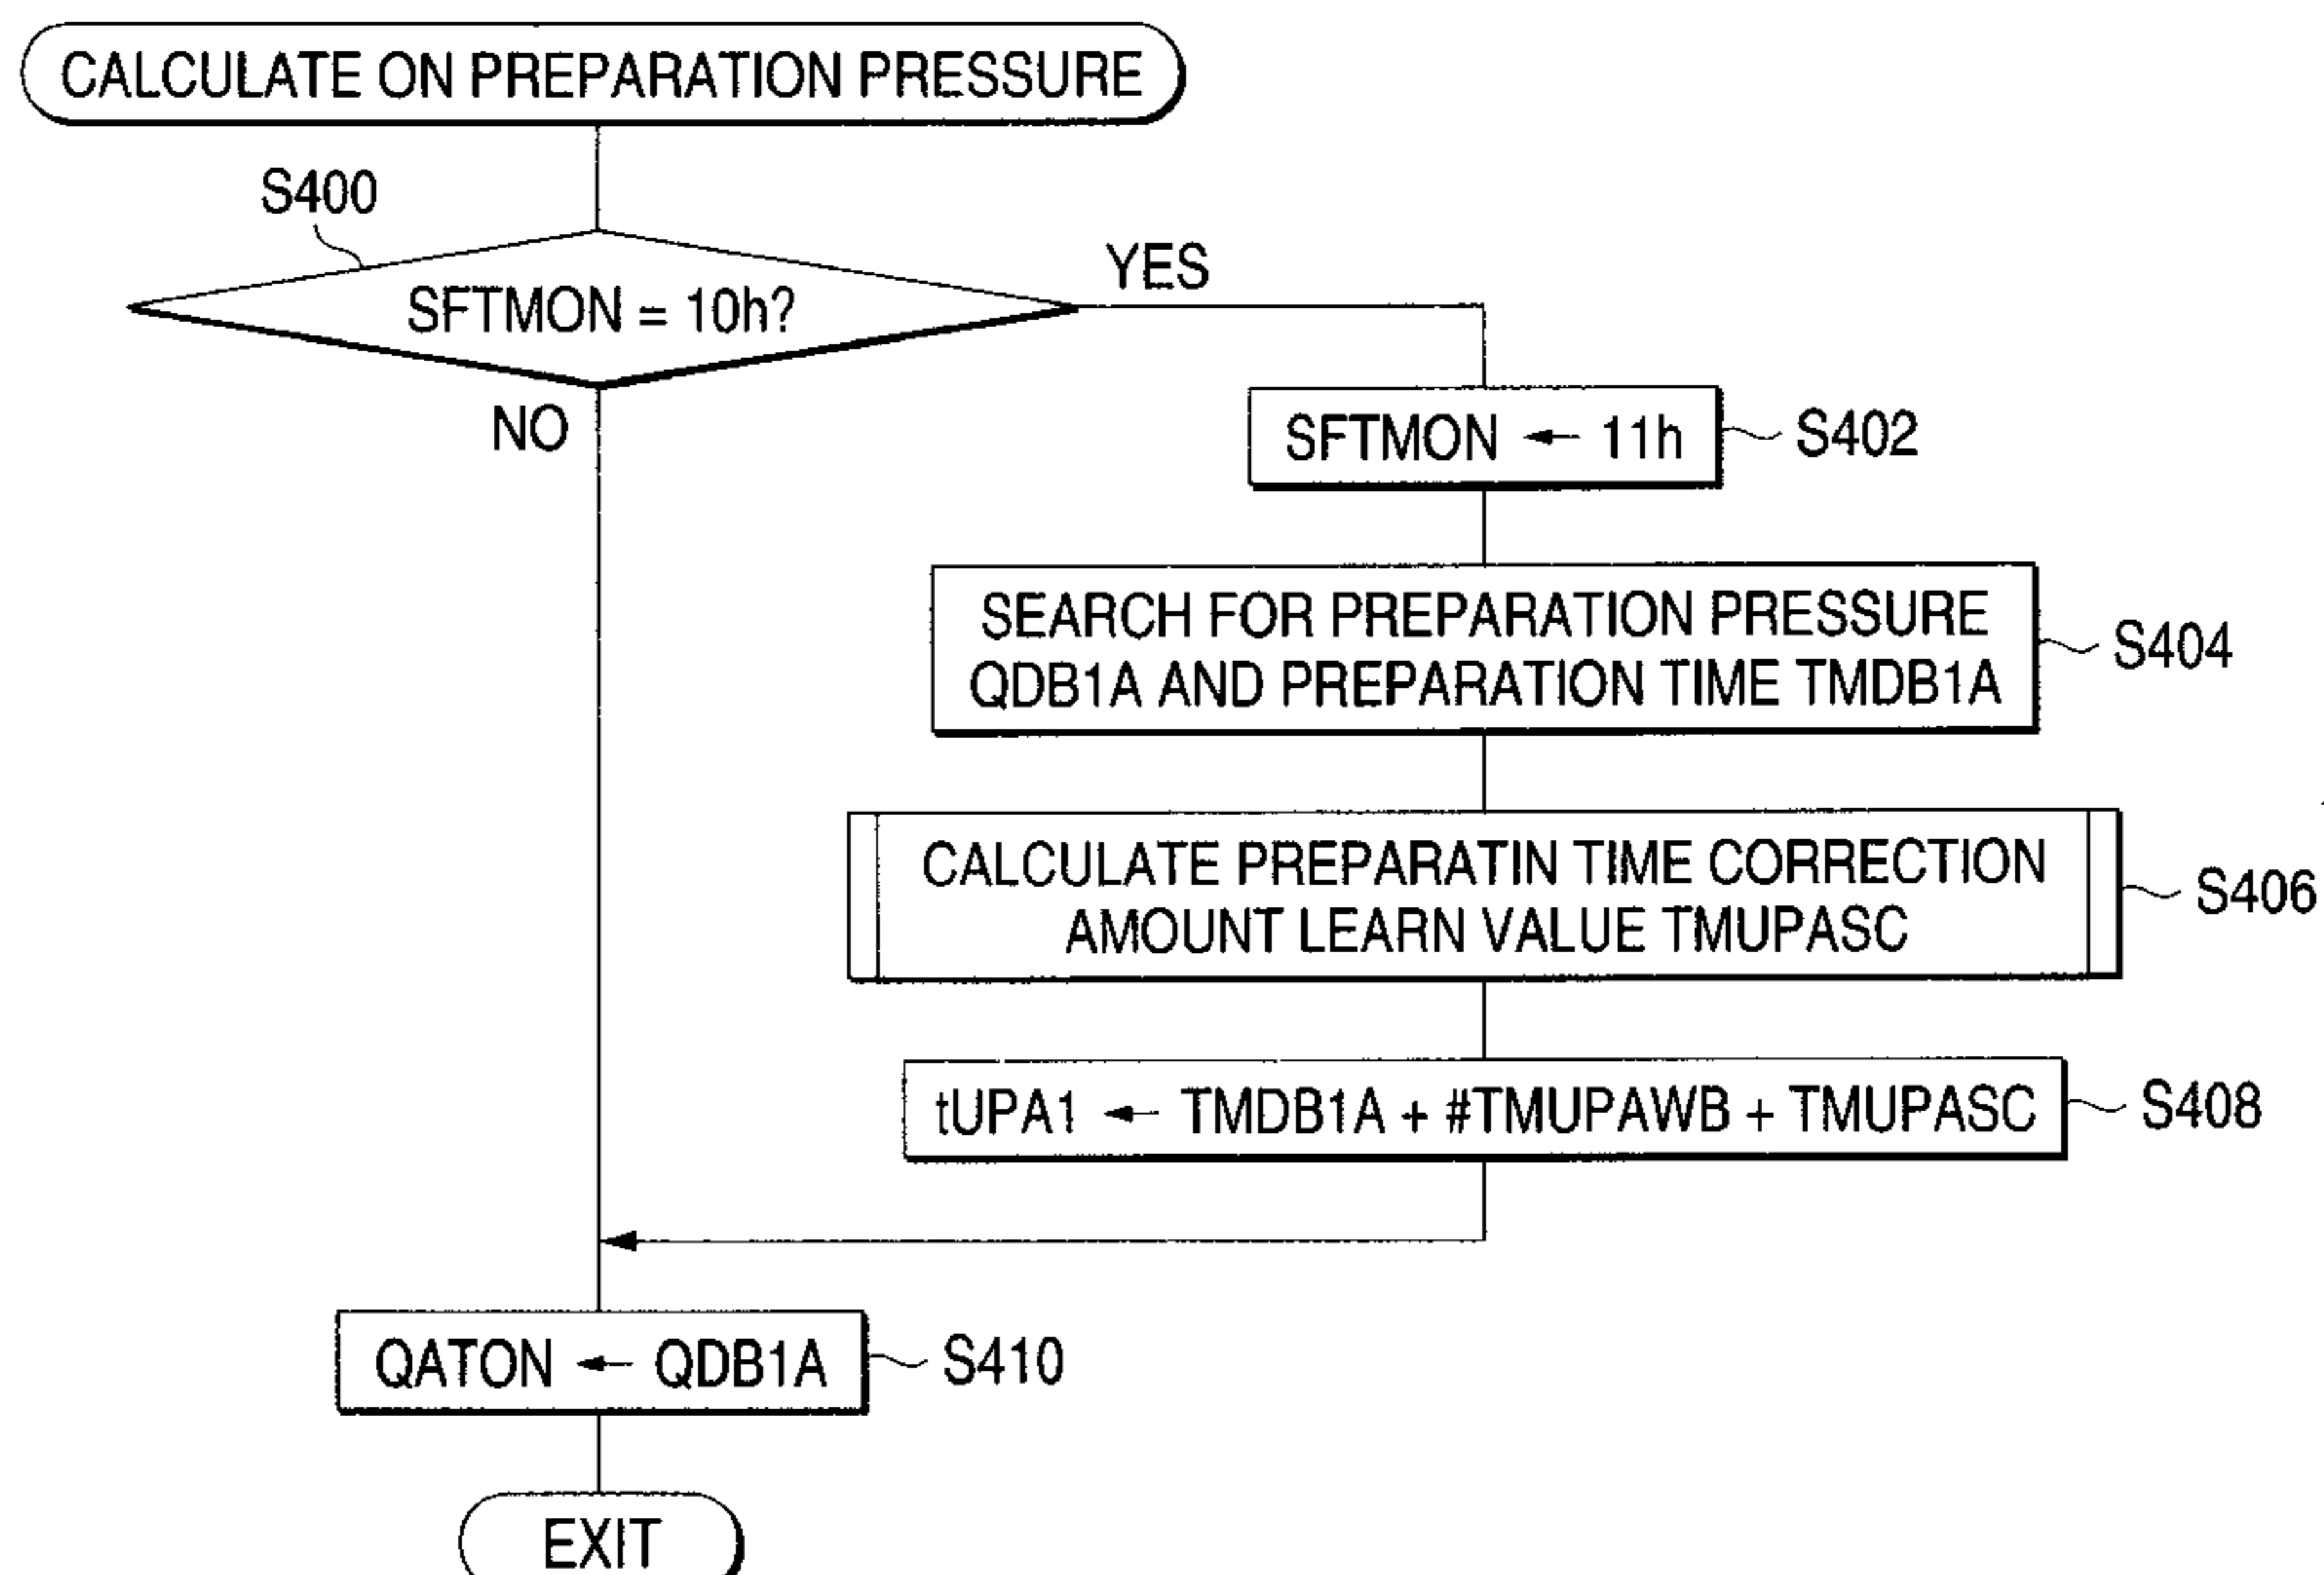 CALCULATE ON PREPARATION PRESSURE
S400
SFTMON = 10h?
YES
NO
SFTMON ← 11h
S402
SEARCH FOR PREPARATION PRESSURE
QDB1A AND PREPARATION TIME TMDB1A
S404
CALCULATE PREPARATIN TIME CORRECTION
AMOUNT LEARN VALUE TMUPASC
S406
tUPA1 ← TMDB1A + #TMUPAWB + TMUPASC
S408
QATON ← QDB1A
S410
EXIT